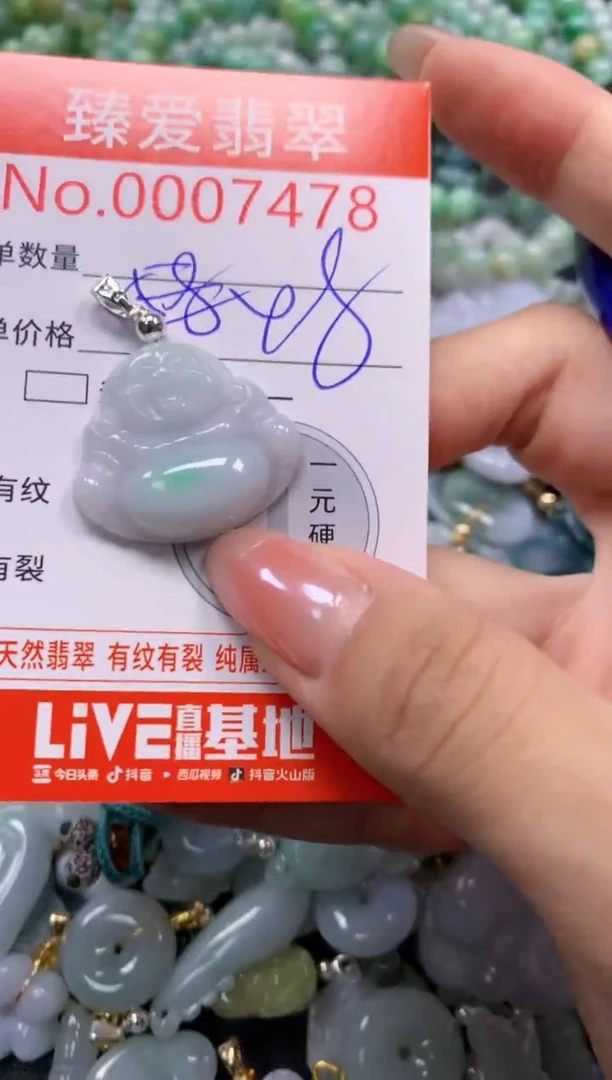 臻爱翡翠
No.0007478
单数量
单价格
有纹
一元硬
有裂
天然翡翠 有纹有裂 纯属
LiVE直播基地
今日头条 抖音 西瓜视频 抖音火山版